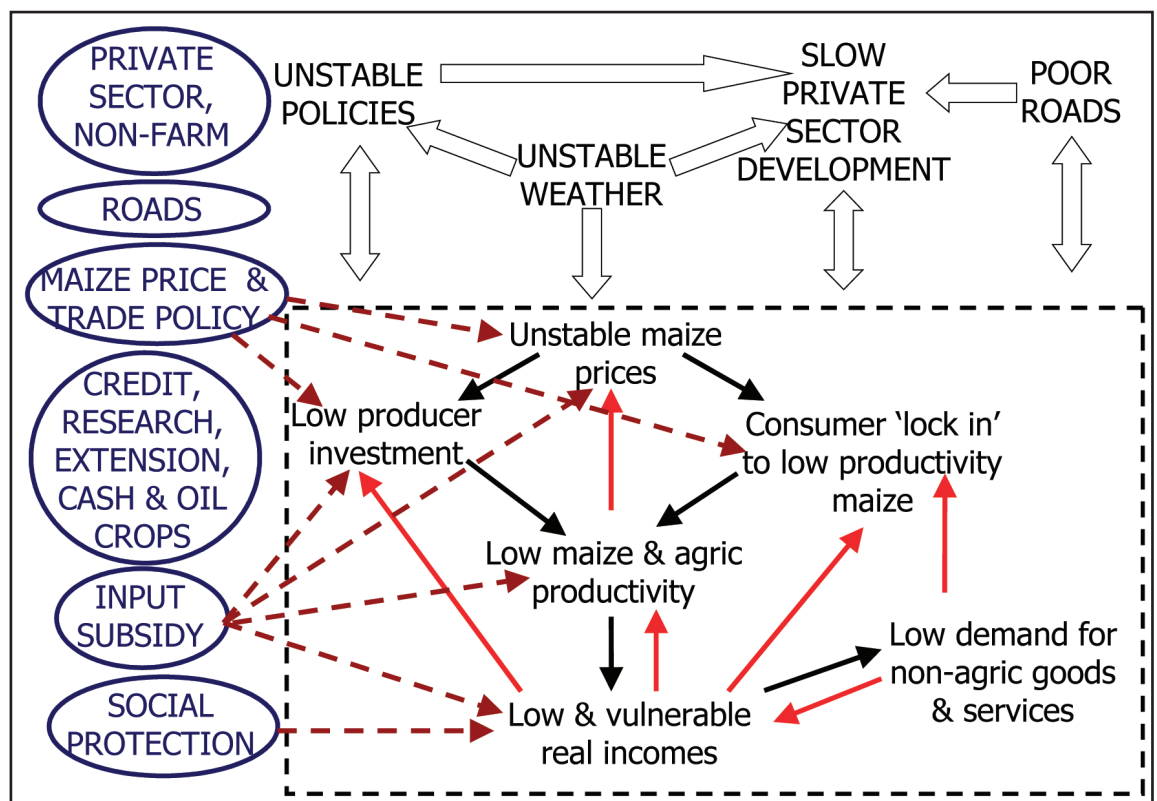 PRIVATE
SECTOR,
NON-FARM
ROADS
MAIZE PRICE &
TRADE POLICY
CREDIT,
RESEARCH,
EXTENSION,
CASH & OIL
CROPS
INPUT
SUBSIDY
SOCIAL
PROTECTION
UNSTABLE
POLICIES
UNSTABLE
WEATHER
SLOW
PRIVATE
SECTOR
DEVELOPMENT
POOR
ROADS
Unstable maize
prices
Low producer
investment
Consumer ‘lock in’
to low productivity
maize
Low maize & agric
productivity
Low demand for
non-agric goods
& services
Low & vulnerable
real incomes